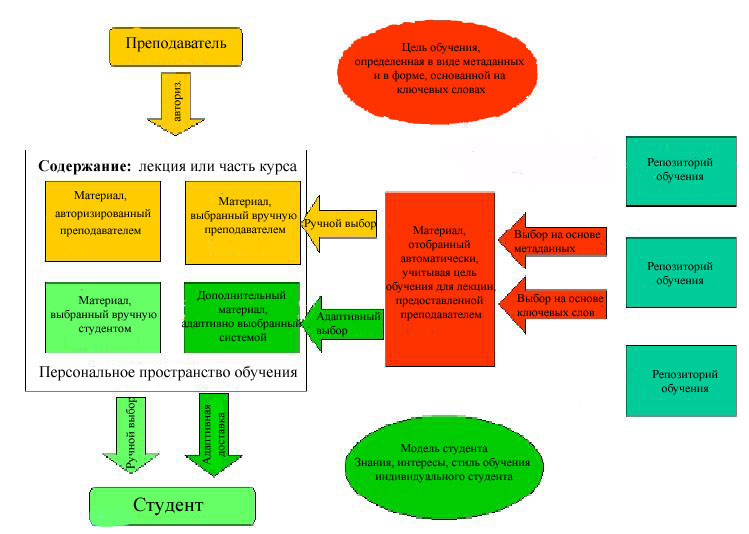 Преподаватель
авториз.
Цель обучения,
определенная в виде метаданных
и в форме, основанной на
ключевых словах
Содержание: лекция или часть курса
Материал,
авторизированный
преподавателем
Материал,
выбранный вручную
преподавателем
Ручной выбор
Материал,
отобранный
автоматически,
учитывая цель
обучения для лекции,
предоставленной
преподавателем
Выбор на основе
метаданных
Выбор на основе
ключевых слов
Репозиторий
обучения
Репозиторий
обучения
Репозиторий
обучения
Материал,
выбранный вручную
студентом
Дополнительный
материал,
адаптивно выобранный
системой
Адаптивный
выбор
Персональное пространство обучения
Ручной выбор
Адаптивная
доставка
Студент
Модель студента
Знания, интересы, стиль обучения
индивидуального студента